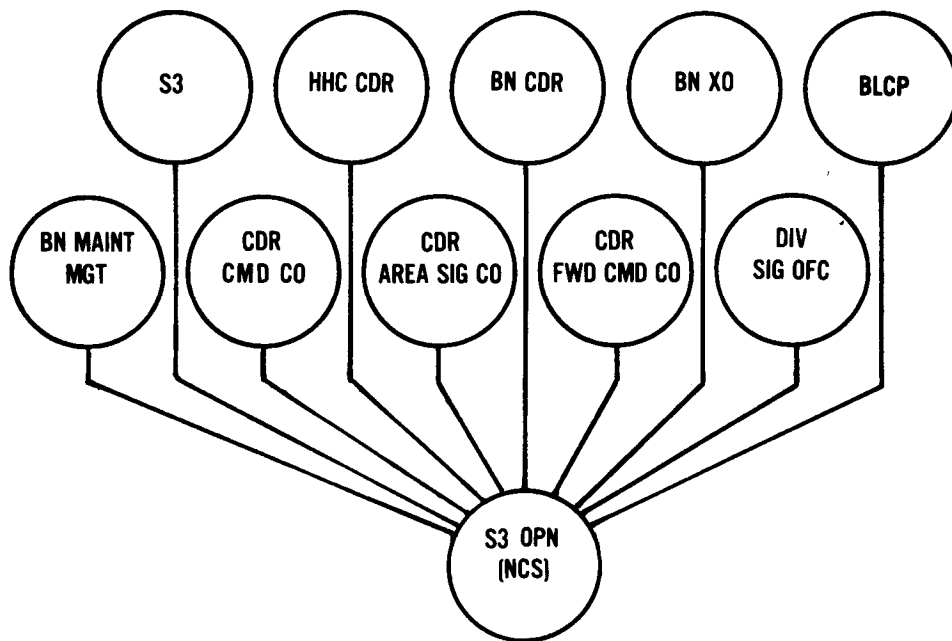 S3
HHC CDR
BN CDR
BN XO
BLCP
BN MAINT
MGT
CDR
CMD CO
CDR
AREA SIG CO
CDR
FWD CMD CO
DIV
SIG OFC
S3 OPN
(NCS)